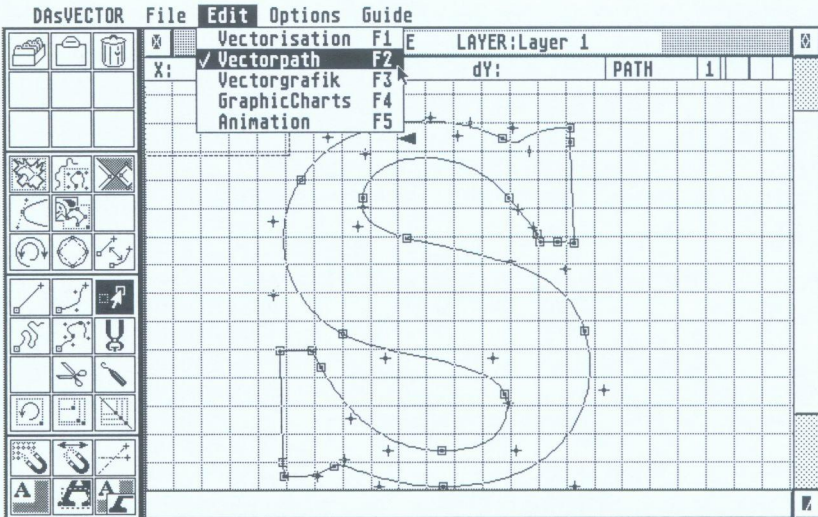 DAsVECTOR File Edit Options Guide
E LAYER:Layer 1
X: dY: PATH 1
Vectorisation F1
✓ Vectorpath F2
Vectorgrafik F3
GraphicCharts F4
Animation F5
A A